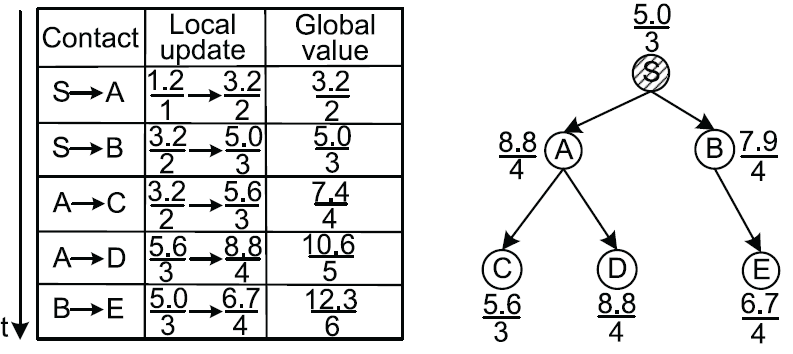 Contact Local update Global value
S→A 1.2/1→3.2/2 3.2/2
S→B 3.2/2→5.0/3 5.0/3
A→C 3.2/2→5.6/3 7.4/4
A→D 5.6/3→8.8/4 10.6/5
B→E 5.0/3→6.7/4 12.3/6
t
5.0/3
S
8.8/4 A B 7.9/4
C D E
5.6/3 8.8/4 6.7/4